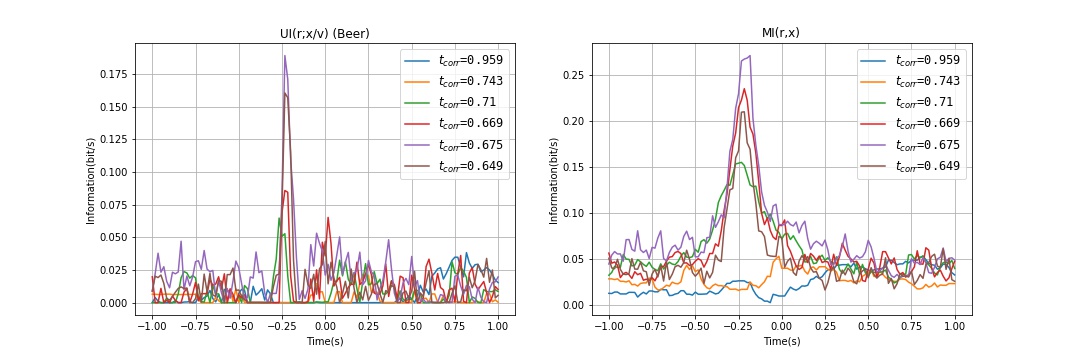 UI(r;x/v) (Beer)
Information(bit/s)
0.175
0.150
0.125
0.100
0.075
0.050
0.025
0.000
t_corr=0.959
t_corr=0.743
t_corr=0.71
t_corr=0.669
t_corr=0.675
t_corr=0.649
−1.00 −0.75 −0.50 −0.25 0.00 0.25 0.50 0.75 1.00
Time(s)
MI(r,x)
Information(bit/s)
0.25
0.20
0.15
0.10
0.05
0.00
t_corr=0.959
t_corr=0.743
t_corr=0.71
t_corr=0.669
t_corr=0.675
t_corr=0.649
−1.00 −0.75 −0.50 −0.25 0.00 0.25 0.50 0.75 1.00
Time(s)